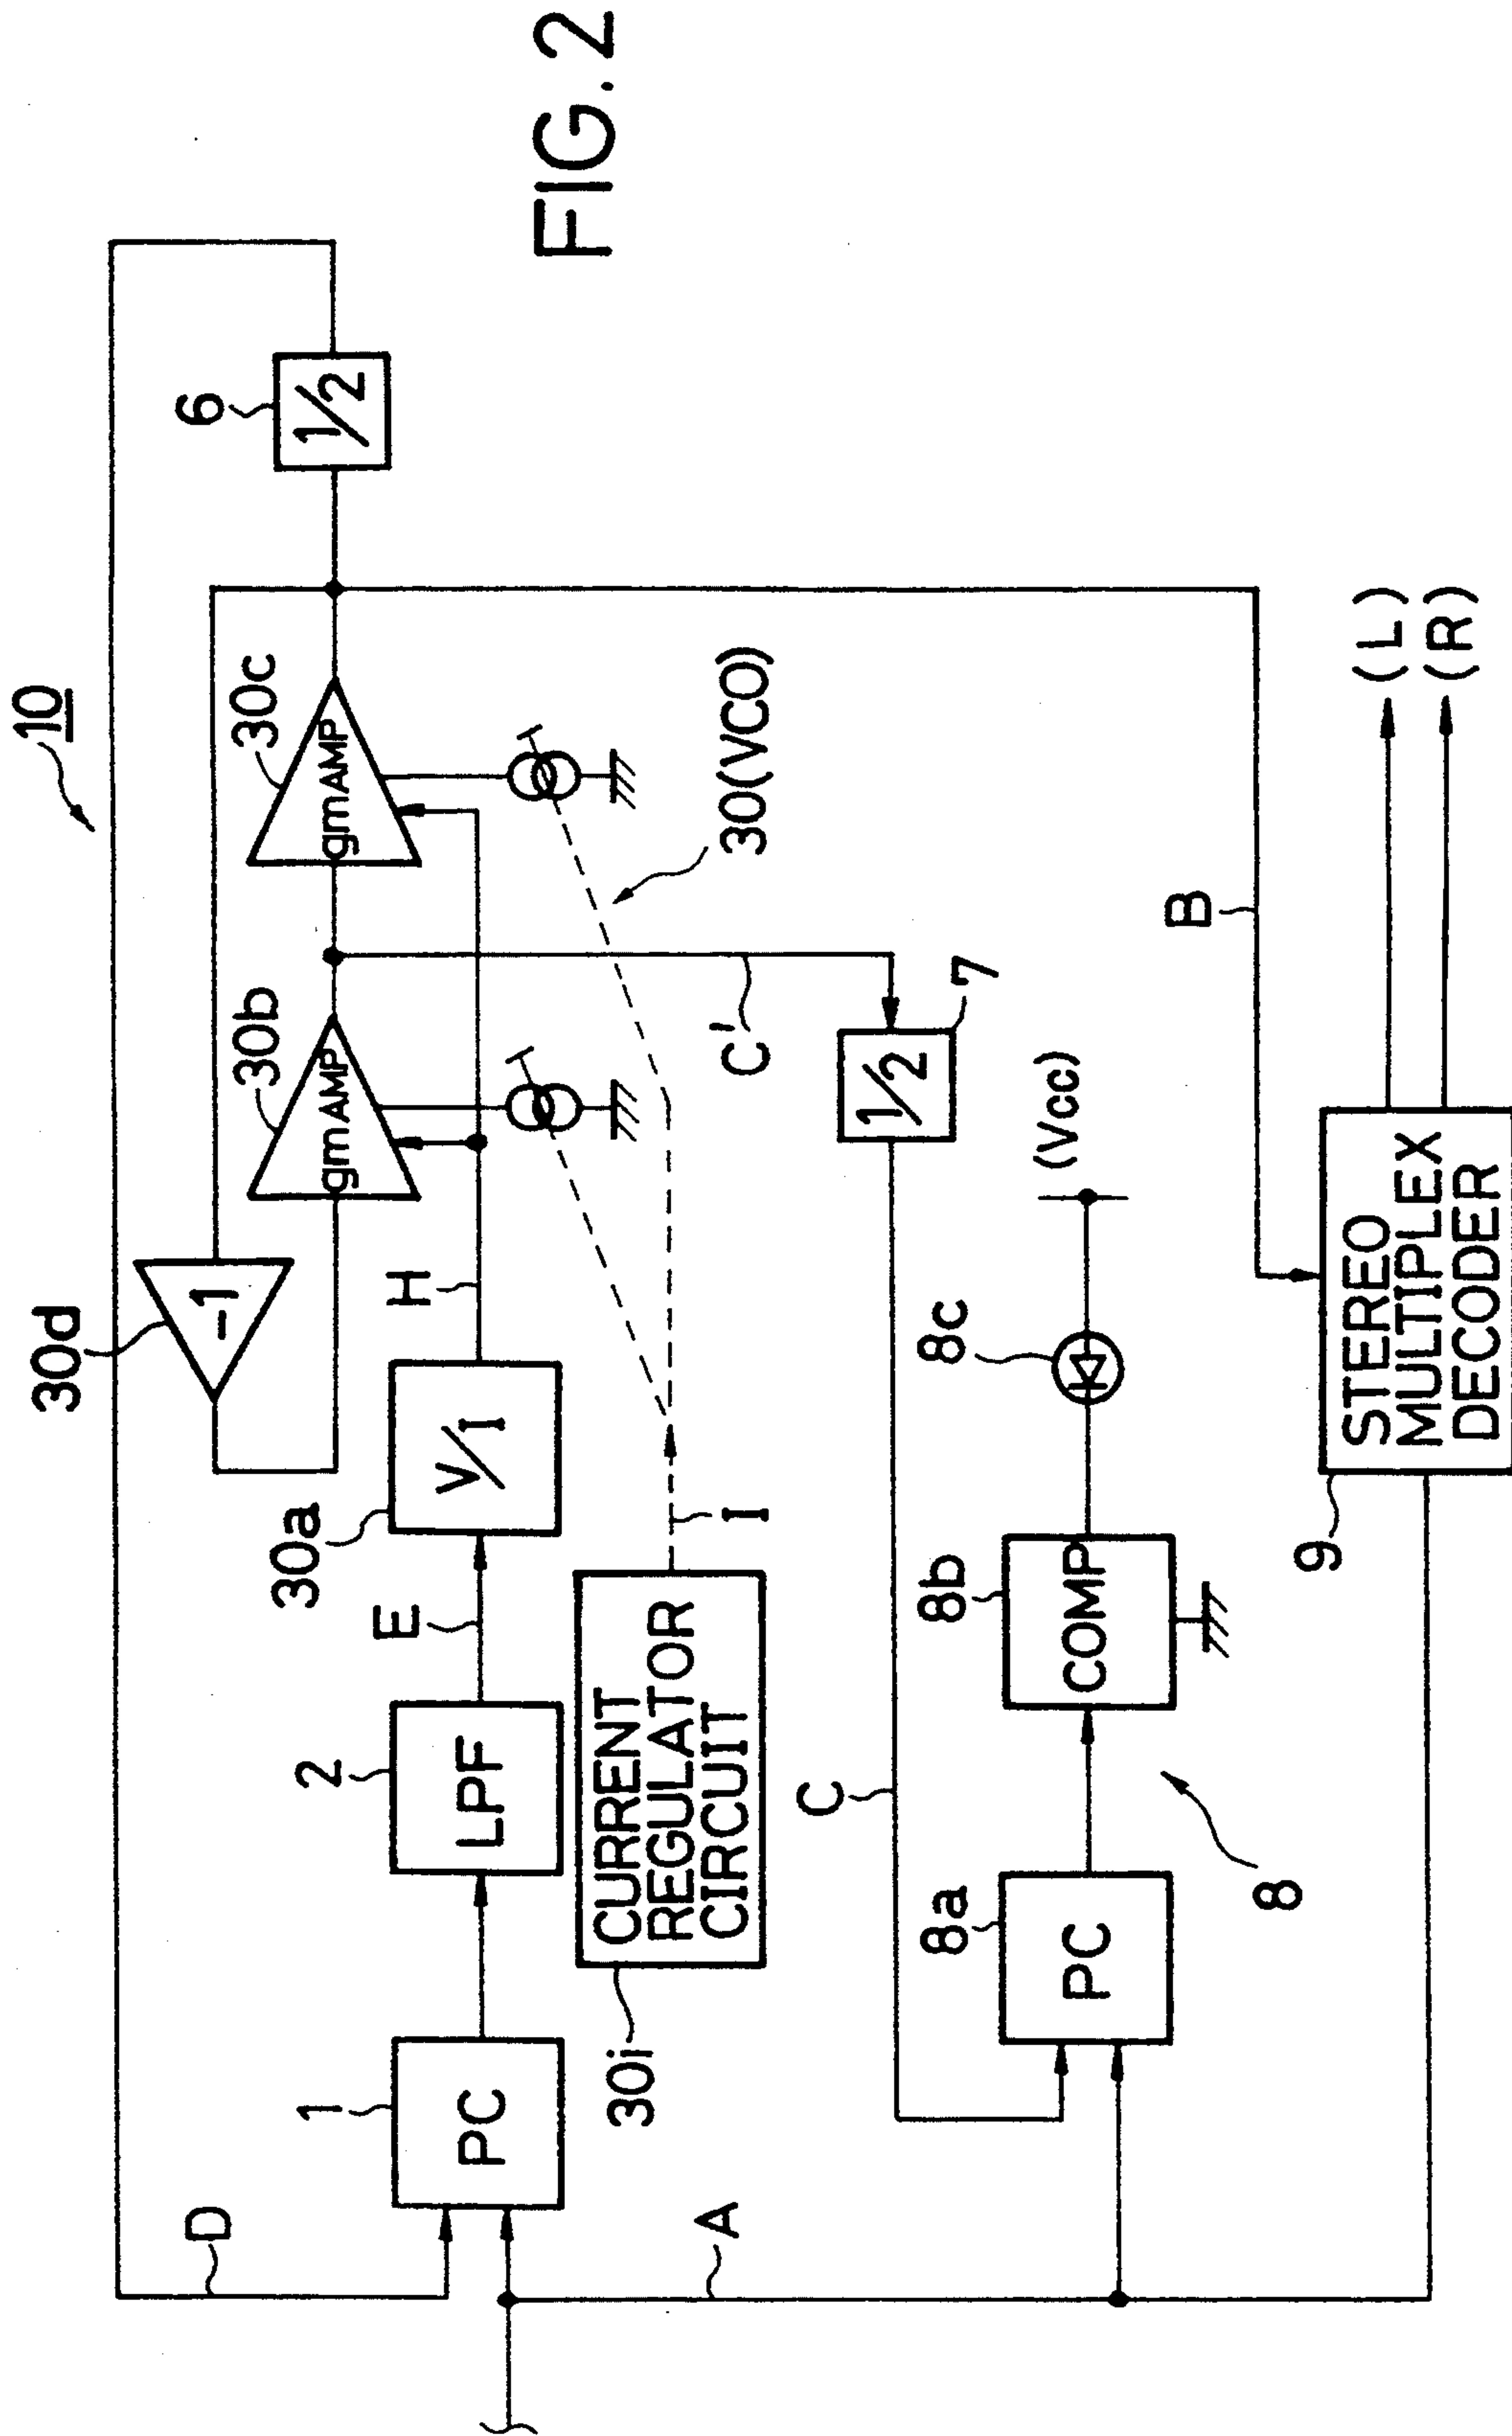 FIG. 2
10
30d
-1
6
1/2
30b
gmAMP
30c
gmAMP
1
PC
2
LPF
E
30a
V/I
H
D
30(VCO)
30i
CURRENT
REGULATOR
CIRCUIT
I
C'
7
1/2
A
C
8a
PC
8b
COMP
8c
(Vcc)
8
B
9
STEREO
MULTIPLEX
DECODER
(L)
(R)